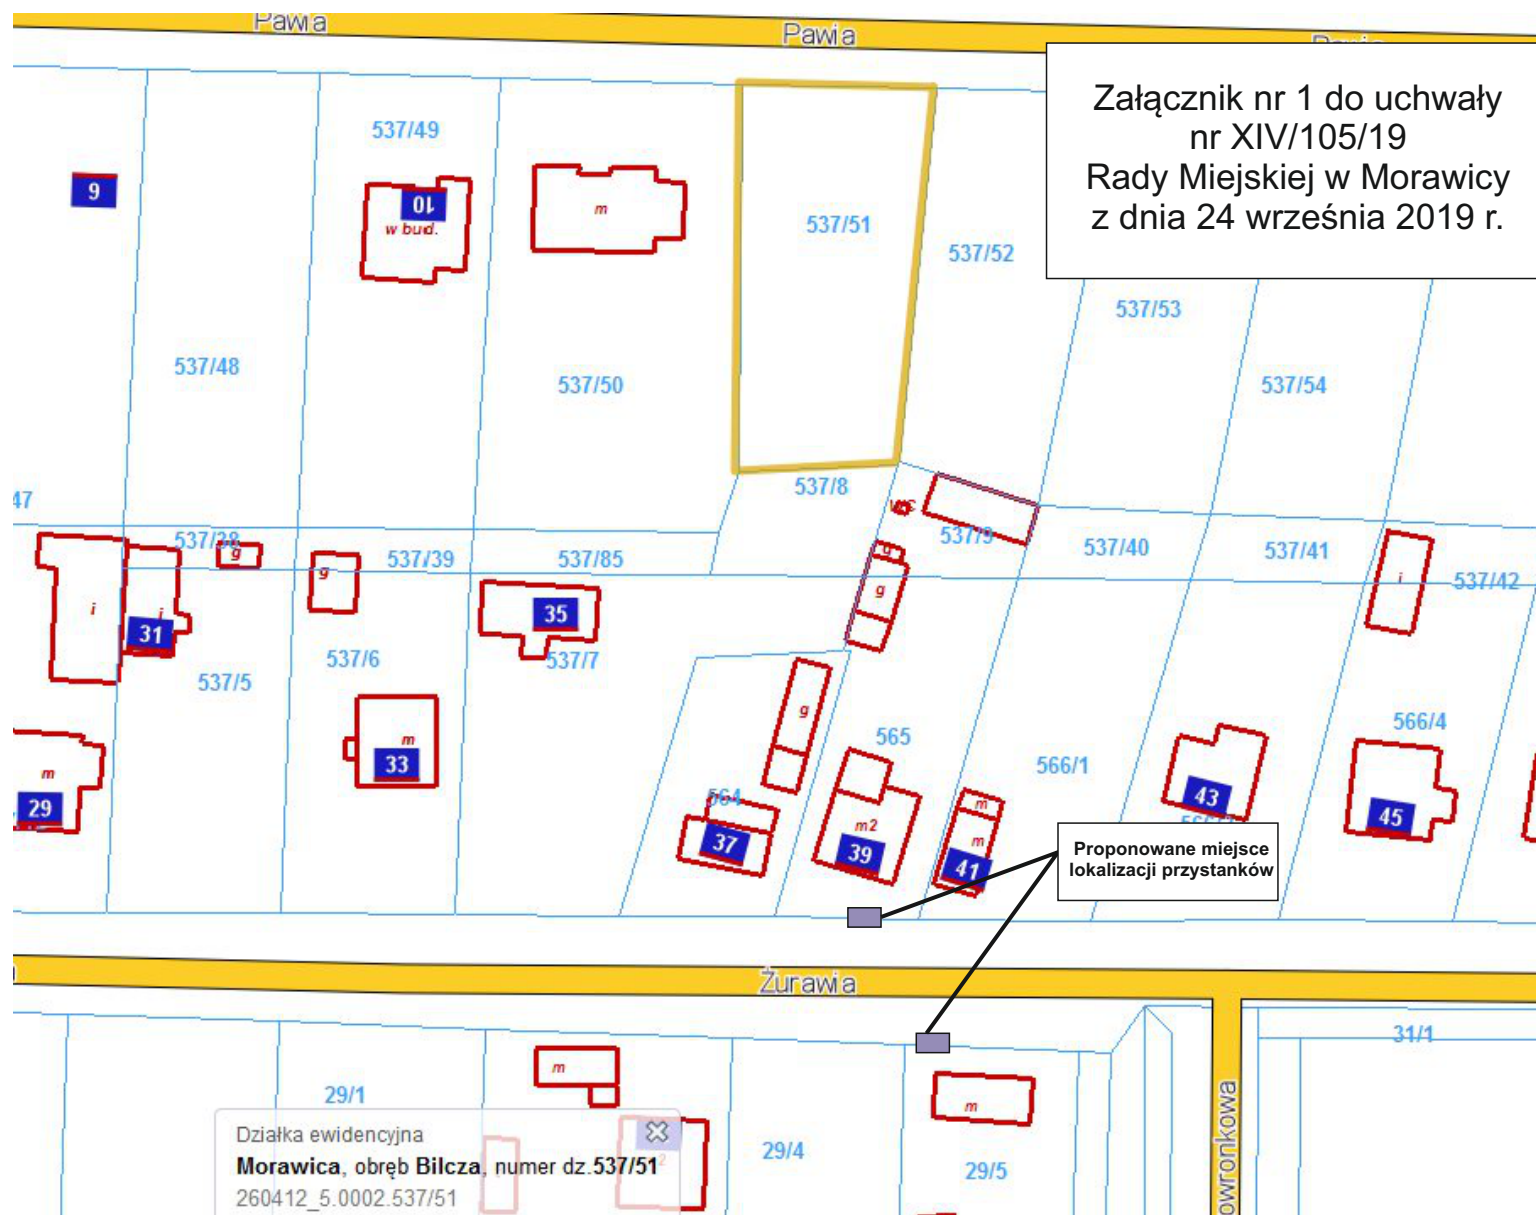 Pawia
Pawia
Załącznik nr 1 do uchwały
nr XIV/105/19
Rady Miejskiej w Morawicy
z dnia 24 września 2019 r.
537/49
9
10
w bud.
m
537/51
537/52
537/53
537/48
537/50
537/54
47
537/8
537/38
g
537/39
537/85
537/9
537/40
537/41
537/42
g
g
g
i
i
i
31
35
537/5
537/6
537/7
g
565
566/4
m
33
m
29
564
37
m2
39
m
m
41
566/1
43
45
Proponowane miejsce
lokalizacji przystanków
Żurawia
31/1
m
m
29/1
29/4
29/5
owronkowa
Działka ewidencyjna
Morawica, obręb Bilcza, numer dz.537/51
260412_5.0002.537/51